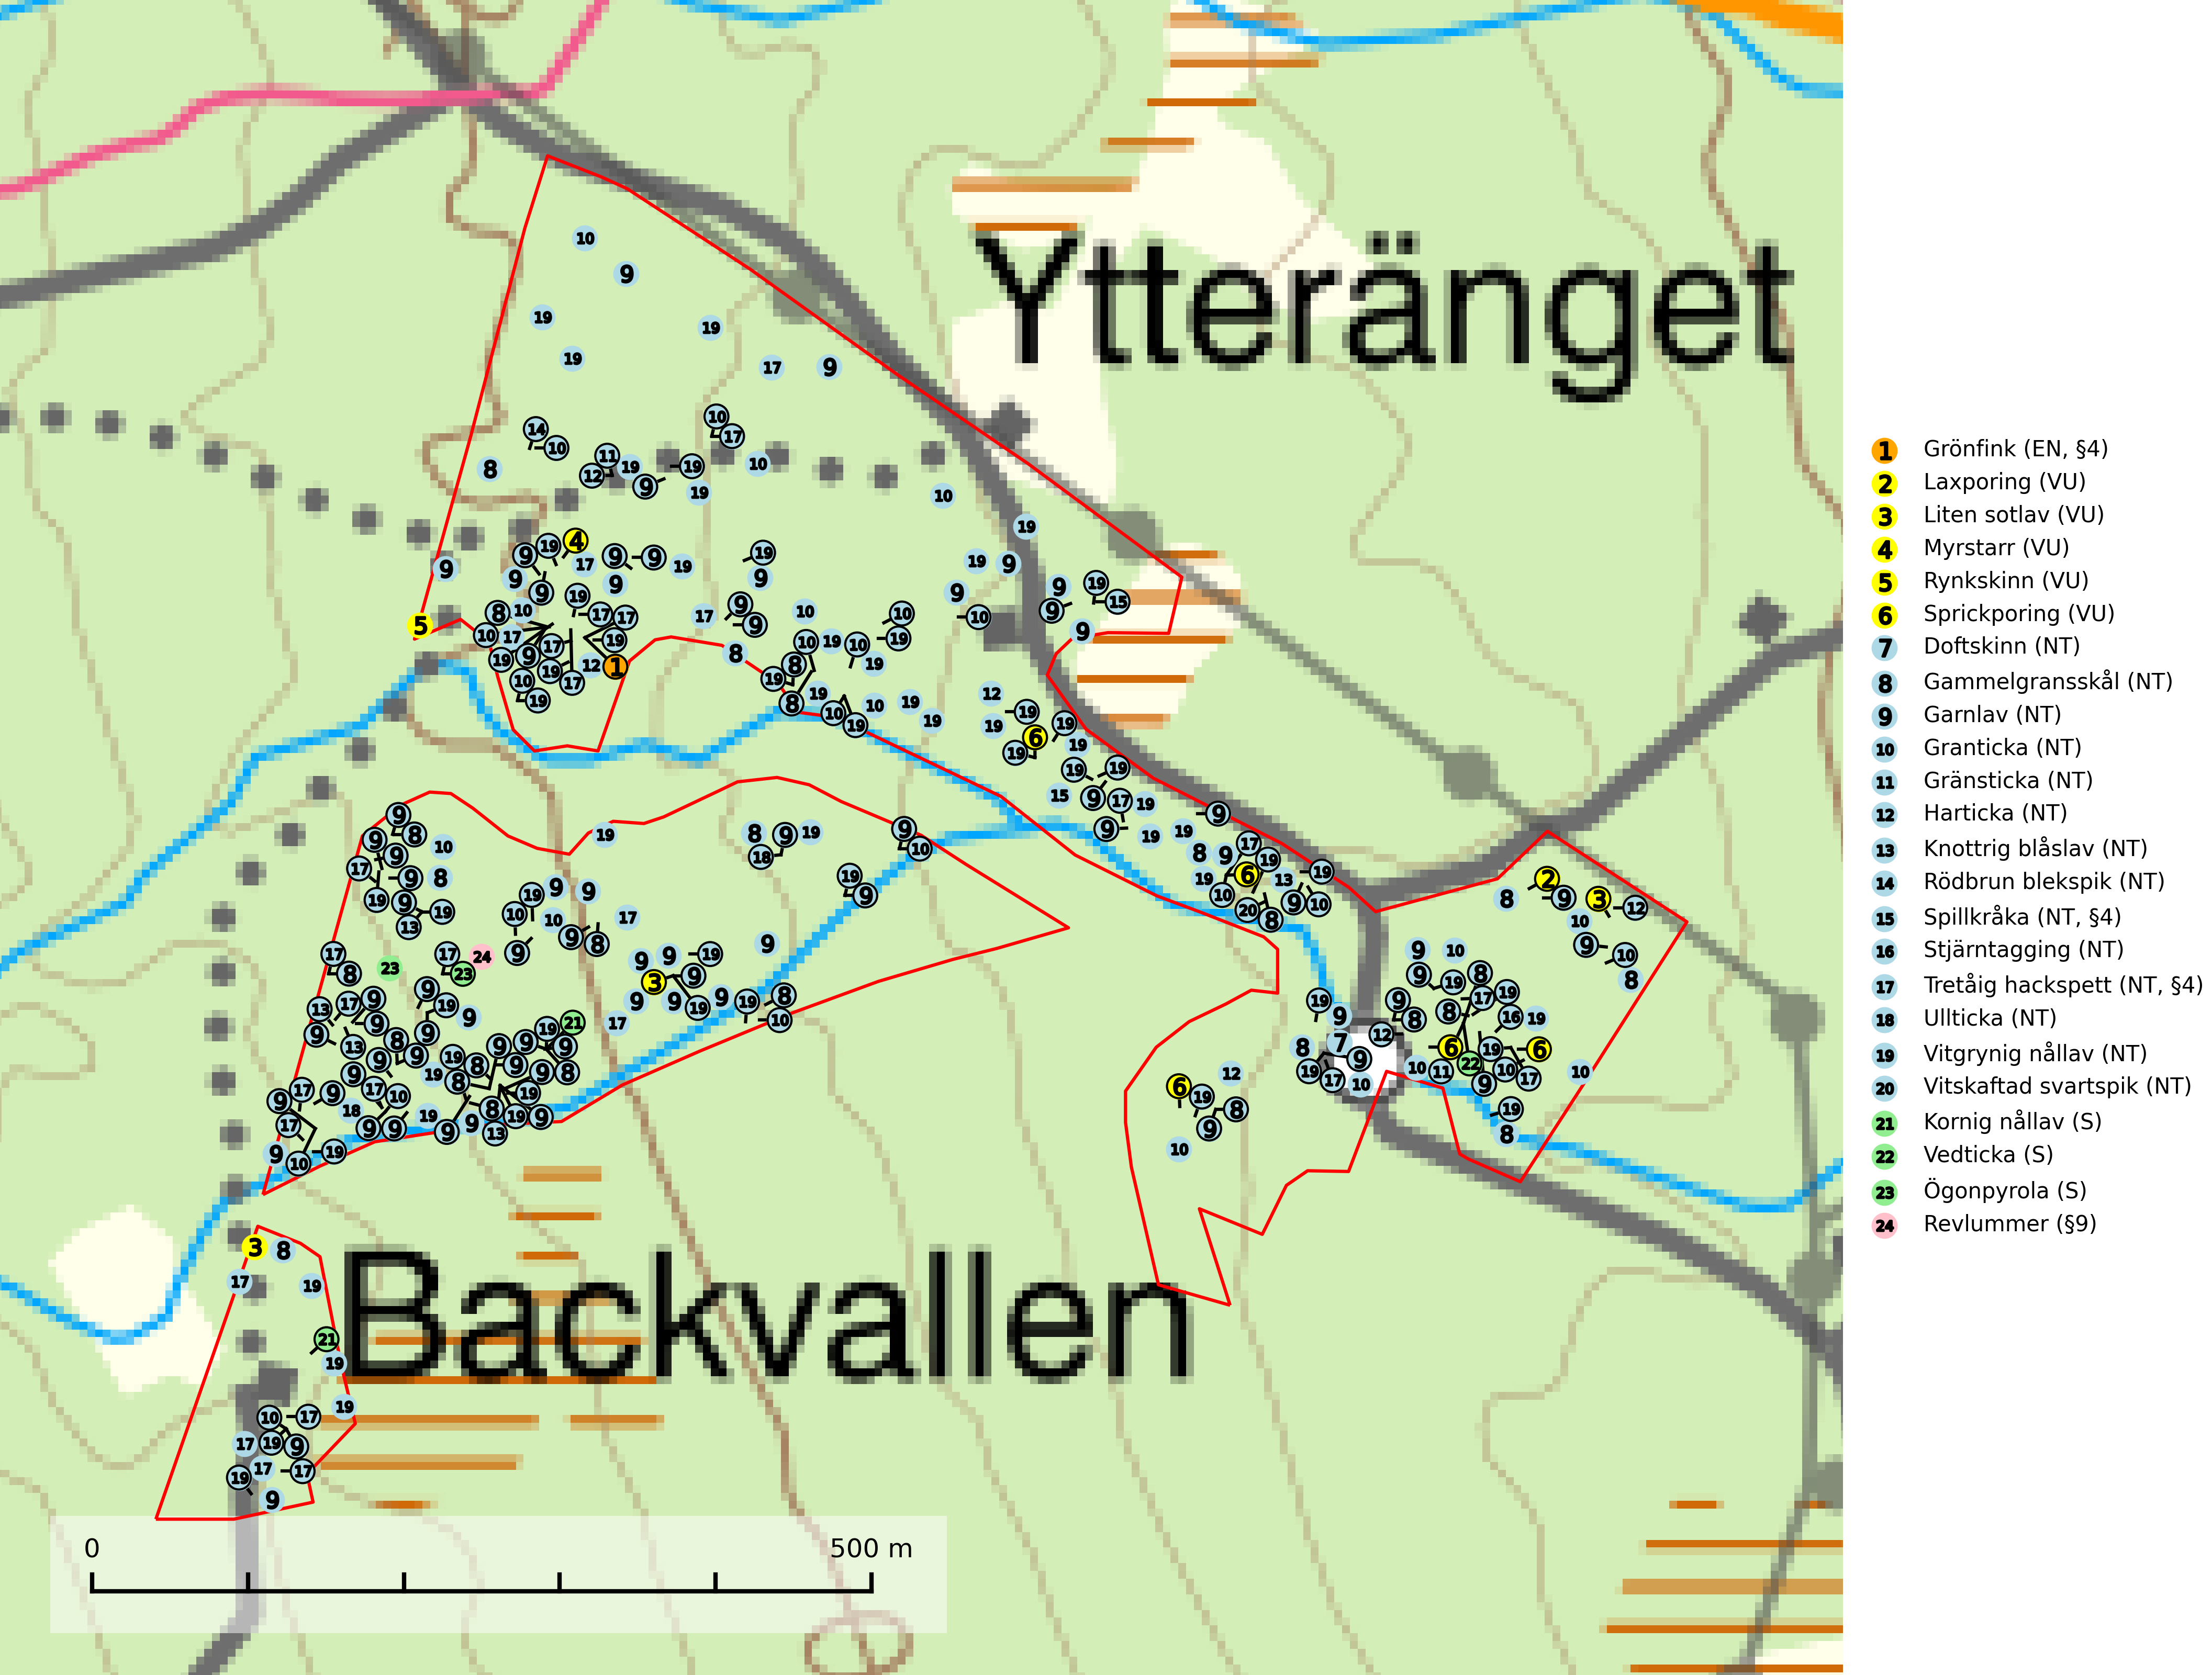 Ytteränget
Backvallen
0 500 m
1 Grönfink (EN, §4)
2 Laxporing (VU)
3 Liten sotlav (VU)
4 Myrstarr (VU)
5 Rynkskinn (VU)
6 Sprickporing (VU)
7 Doftskinn (NT)
8 Gammelgransskål (NT)
9 Garnlav (NT)
10 Granticka (NT)
11 Gränsticka (NT)
12 Harticka (NT)
13 Knottrig blåslav (NT)
14 Rödbrun blekspik (NT)
15 Spillkråka (NT, §4)
16 Stjärntagging (NT)
17 Tretåig hackspett (NT, §4)
18 Ullticka (NT)
19 Vitgrynig nållav (NT)
20 Vitskaftad svartspik (NT)
21 Kornig nållav (S)
22 Vedticka (S)
23 Ögonpyrola (S)
24 Revlummer (§9)